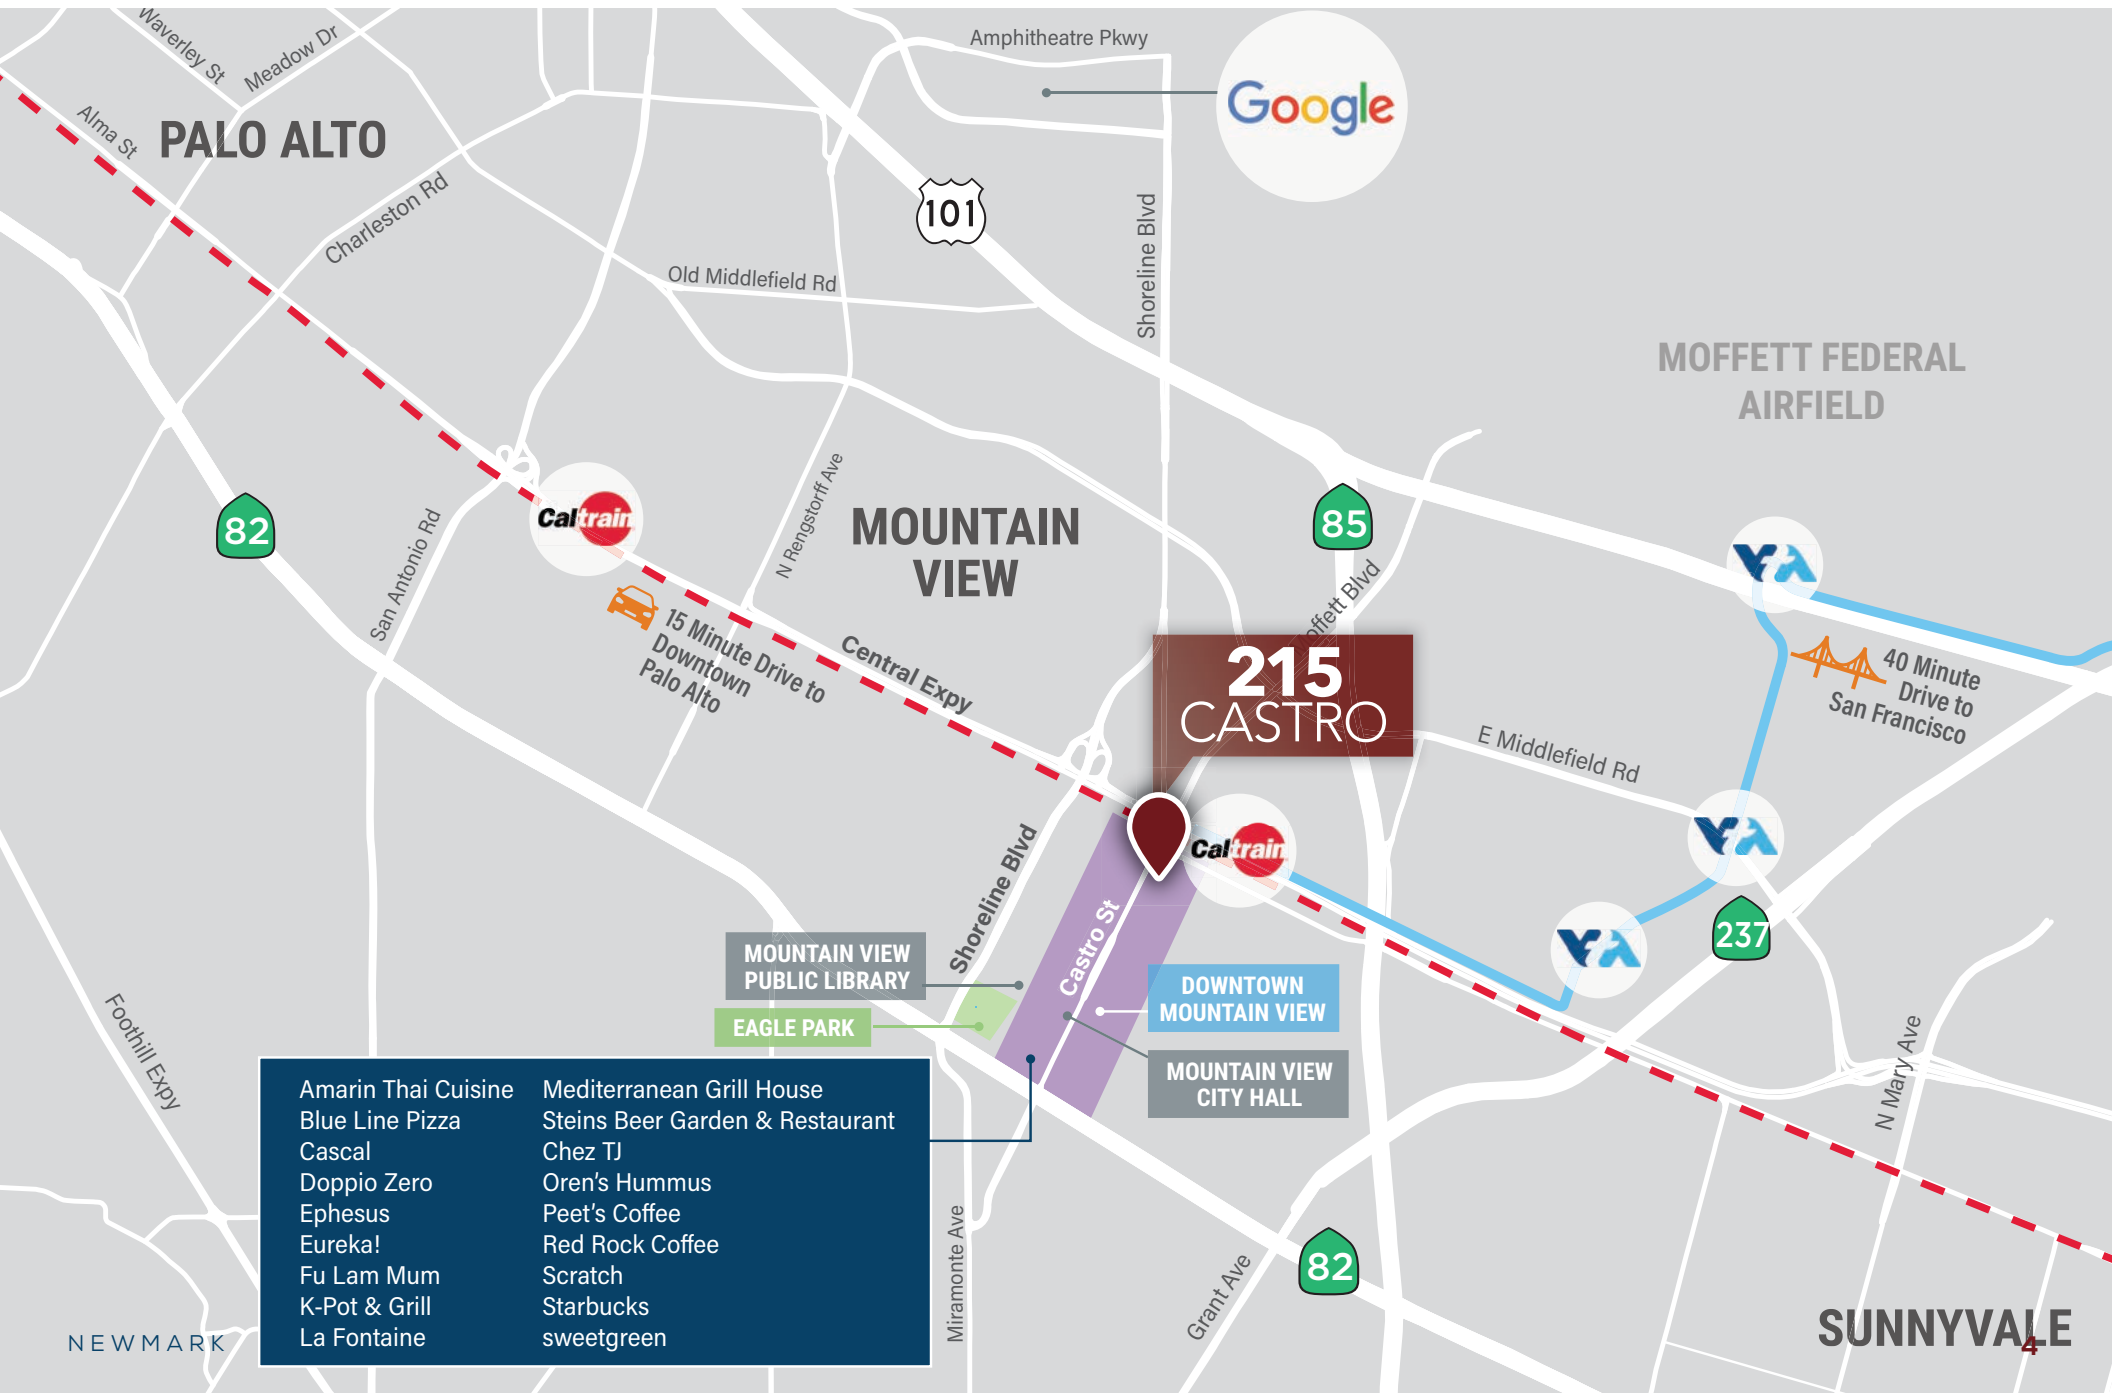 Waverley St
Meadow Dr
Amphitheatre Pkwy
Google
Alma St
PALO ALTO
Charleston Rd
101
Shoreline Blvd
Old Middlefield Rd
MOFFETT FEDERAL
AIRFIELD
82
San Antonio Rd
Caltrain
N Rengstorff Ave
MOUNTAIN
VIEW
85
VTA
15 Minute Drive to
Downtown
Palo Alto
Central Expy
offett Blvd
215
CASTRO
40 Minute
Drive to
San Francisco
E Middlefield Rd
Caltrain
VTA
237
VTA
Shoreline Blvd
Castro St
MOUNTAIN VIEW
PUBLIC LIBRARY
EAGLE PARK
DOWNTOWN
MOUNTAIN VIEW
MOUNTAIN VIEW
CITY HALL
Foothill Expy
N Mary Ave
Amarin Thai Cuisine
Blue Line Pizza
Cascal
Doppio Zero
Ephesus
Eureka!
Fu Lam Mum
K-Pot & Grill
La Fontaine
Mediterranean Grill House
Steins Beer Garden & Restaurant
Chez TJ
Oren's Hummus
Peet's Coffee
Red Rock Coffee
Scratch
Starbucks
sweetgreen
Miramonte Ave
Grant Ave
82
SUNNYVALE
NEWMARK
4